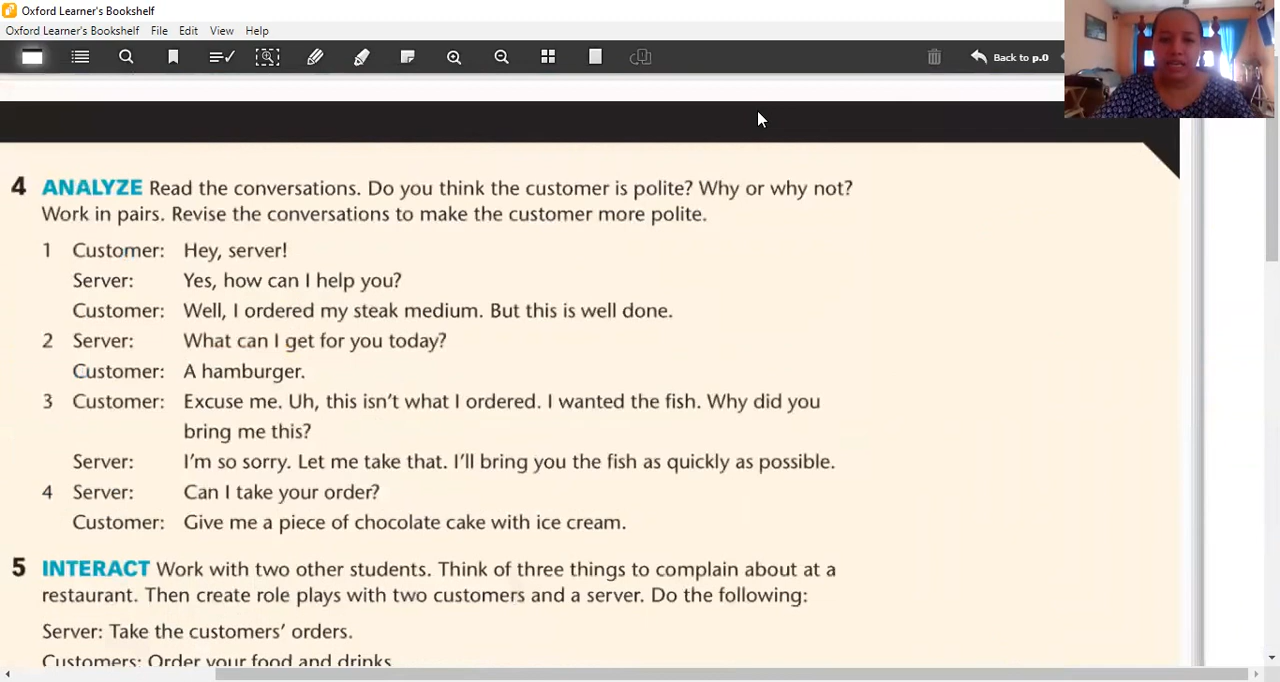 Oxford Learner's Bookshelf
Oxford Learner's Bookshelf File Edit View Help
Back to p.0
4 ANALYZE Read the conversations. Do you think the customer is polite? Why or why not?
Work in pairs. Revise the conversations to make the customer more polite.
1 Customer: Hey, server!
Server: Yes, how can I help you?
Customer: Well, I ordered my steak medium. But this is well done.
2 Server: What can I get for you today?
Customer: A hamburger.
3 Customer: Excuse me. Uh, this isn't what I ordered. I wanted the fish. Why did you
bring me this?
Server: I'm so sorry. Let me take that. I'll bring you the fish as quickly as possible.
4 Server: Can I take your order?
Customer: Give me a piece of chocolate cake with ice cream.
5 INTERACT Work with two other students. Think of three things to complain about at a
restaurant. Then create role plays with two customers and a server. Do the following:
Server: Take the customers' orders.
Customers: Order your food and drinks